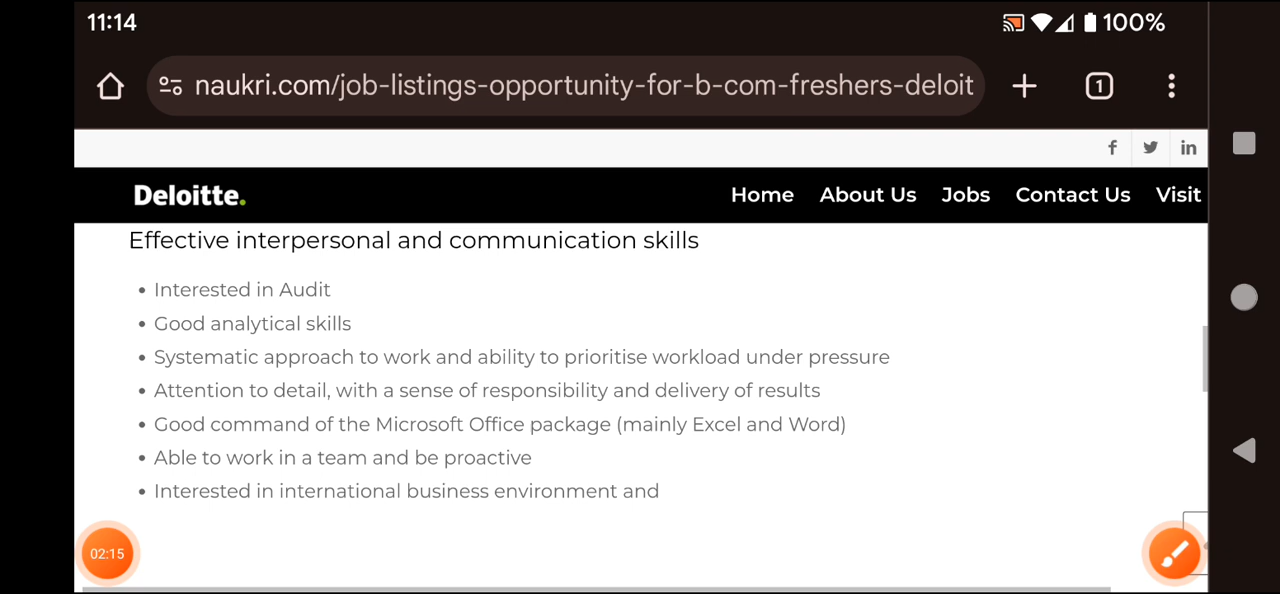 11:14
100%
naukri.com/job-listings-opportunity-for-b-com-freshers-deloit
1
f
in
Deloitte.
Home About Us Jobs Contact Us Visit
Effective interpersonal and communication skills
• Interested in Audit
• Good analytical skills
• Systematic approach to work and ability to prioritise workload under pressure
• Attention to detail, with a sense of responsibility and delivery of results
• Good command of the Microsoft Office package (mainly Excel and Word)
• Able to work in a team and be proactive
• Interested in international business environment and
02:15